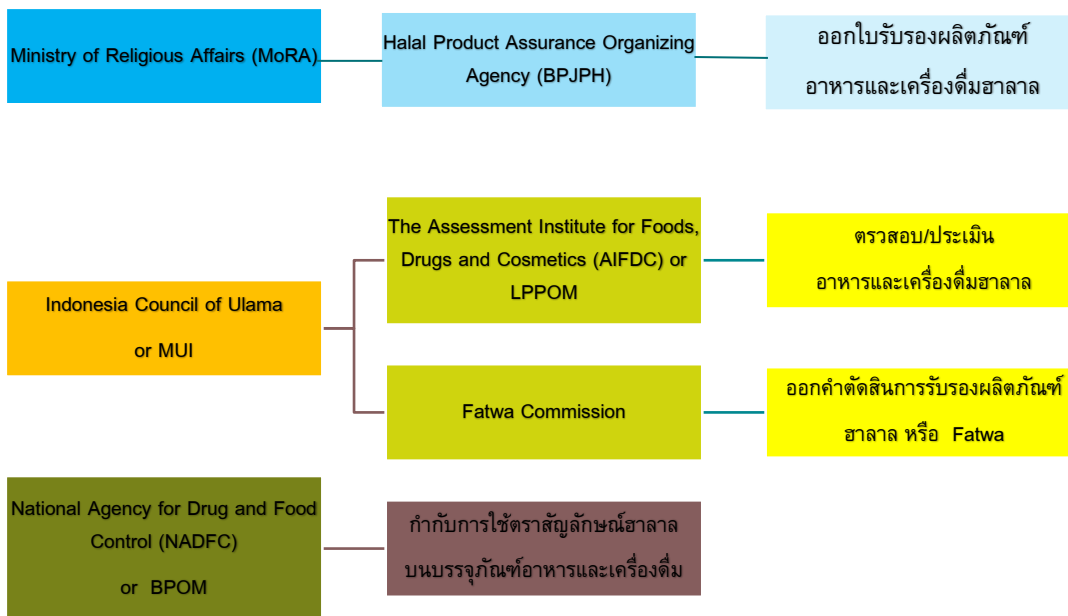 Ministry of Religious Affairs (MoRA)
Halal Product Assurance Organizing
Agency (BPJPH)
ออกใบรับรองผลิตภัณฑ์
อาหารและเครื่องดื่มฮาลาล
Indonesia Council of Ulama
or MUI
The Assessment Institute for Foods,
Drugs and Cosmetics (AIFDC) or
LPPOM
ตรวสอบ/ประเมิน
อาหารและเครื่องดื่มฮาลาล
Fatwa Commission
ออกคำตัดสินการรับรองผลิตภัณฑ์
ฮาลาล หรือ Fatwa
National Agency for Drug and Food
Control (NADFC)
or BPOM
กำกับการใช้ตราสัญลักษณ์ฮาลาล
บนบรรจุภัณฑ์อาหารและเครื่องดื่ม